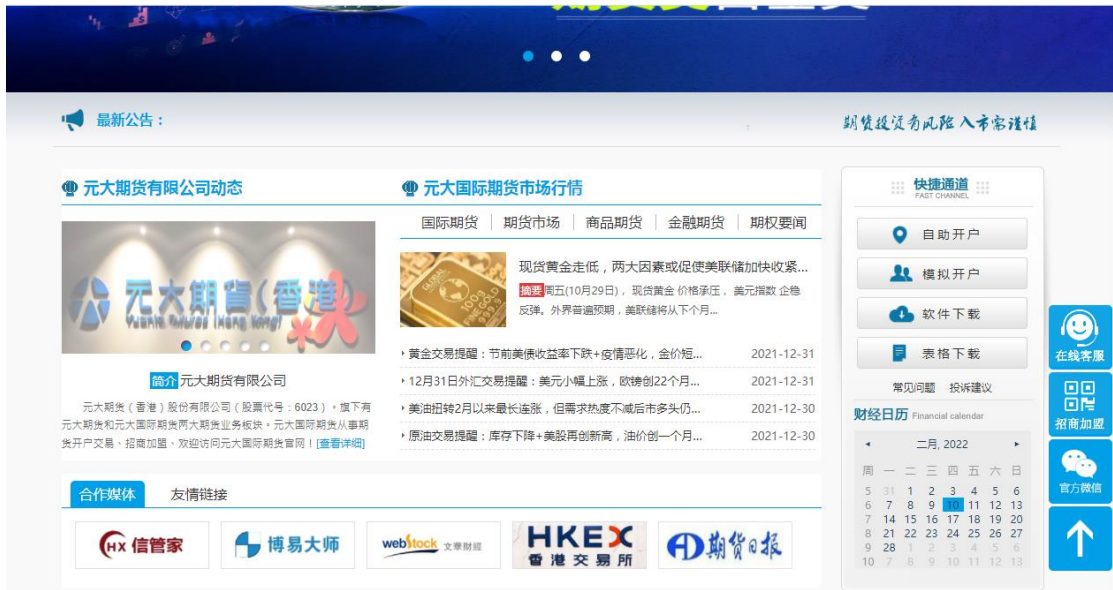 最新公告：
期货投资有风险 入市需谨慎
元大期货有限公司动态
元大期貨(香港)
Yuanta Futures (Hong Kong)
简介 元大期货有限公司
元大期货（香港）股份有限公司（股票代号：6023），旗下有
元大期货和元大国际期货两大期货业务板块。元大国际期货从事期
货开户交易、招商加盟、欢迎访问元大国际期货官网！[查看详细]
元大国际期货市场行情
国际期货 期货市场 商品期货 金融期货 期权要闻
现货黄金走低，两大因素或促使美联储加快收紧...
摘要 周五(10月29日)，现货黄金 价格承压， 美元指数 企稳
反弹。外界普遍预期，美联储将从下个月...
GLOBAL
FINE GOLD
999.9
黄金交易提醒：节前美债收益率下跌+疫情恶化，金价短... 2021-12-31
12月31日外汇交易提醒：美元小幅上涨，欧镑创22个月... 2021-12-31
美油扭转2月以来最长连涨，但需求热度不减后市多头仍... 2021-12-30
原油交易提醒：库存下降+美股再创新高，油价创一个月... 2021-12-30
快捷通道
FAST CHANNEL
自助开户
模拟开户
软件下载
表格下载
常见问题 投诉建议
财经日历 Financial calendar
二月, 2022
周 一 二 三 四 五 六 日
5 31 1 2 3 4 5 6
6 7 8 9 10 11 12 13
7 14 15 16 17 18 19 20
8 21 22 23 24 25 26 27
9 28 1 2 3 4 5 6
10 7 8 9 10 11 12 13
在线客服
招商加盟
官方微信
合作媒体 友情链接
HX 信管家
博易大师
webstock 文華财經
HKEX
香港交易所
期货日报